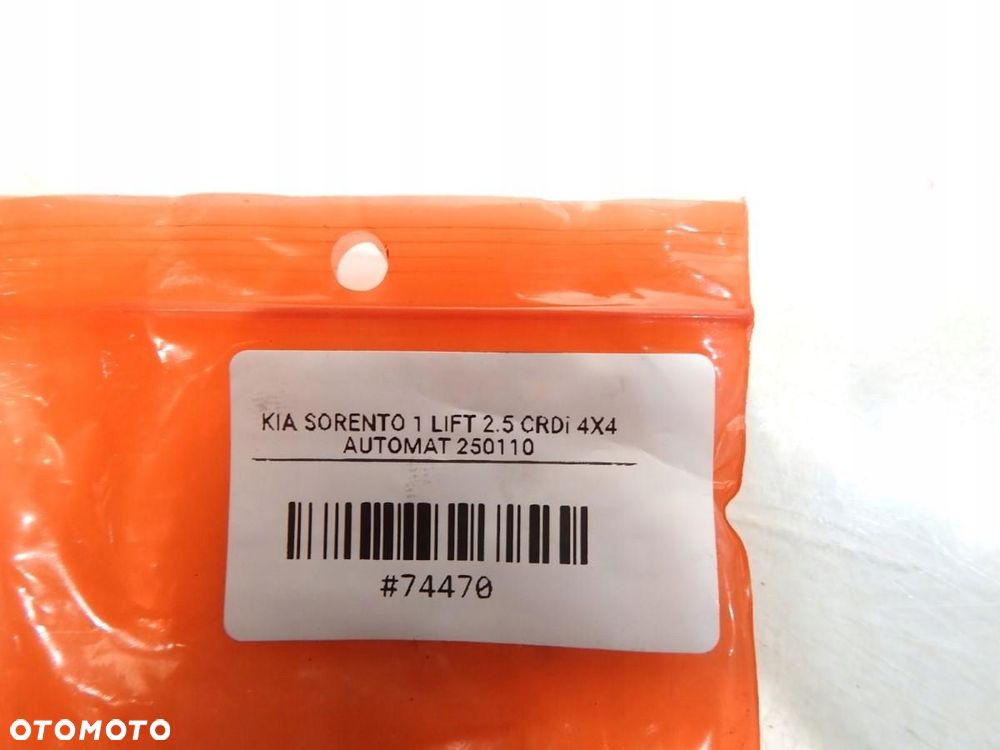 KIA SORENTO 1 LIFT 2.5 CRDi 4X4
AUTOMAT 250110
#74470
OTOMOTO